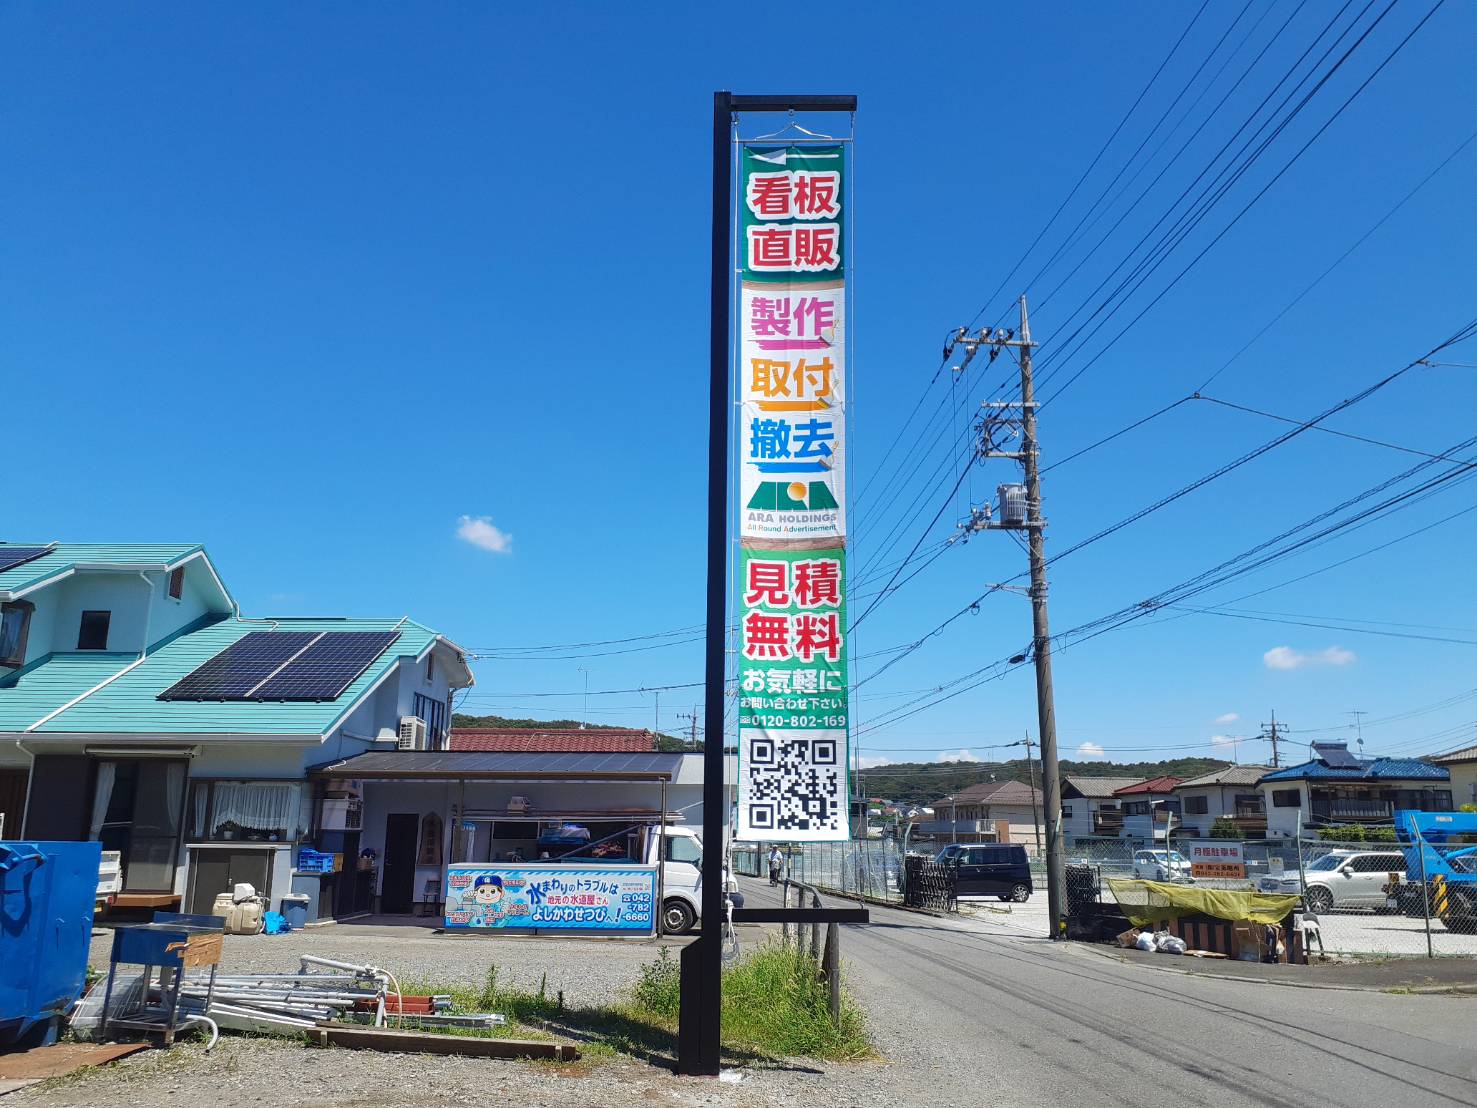 看板
直販
製作
取付
撤去
ARA
ARA HOLDINGS
All Round Advertisement
見積
無料
お気軽に
お問い合わせ下さい。
0120-802-169
水まわりのトラブルは
地元の水道屋さん
よしかわせつび へ!
☎042
-782
-6660
月極駐車場